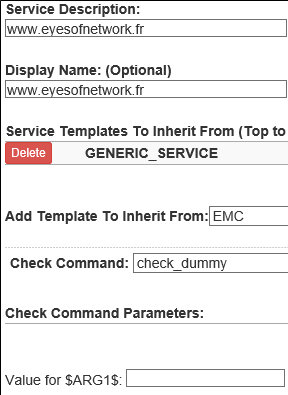 Service Description:
www.eyesofnetwork.fr
Display Name: (Optional)
www.eyesofnetwork.fr
Service Templates To Inherit From (Top to
Delete GENERIC_SERVICE
Add Template To Inherit From: EMC
Check Command: check_dummy
Check Command Parameters:
Value for $ARG1$: